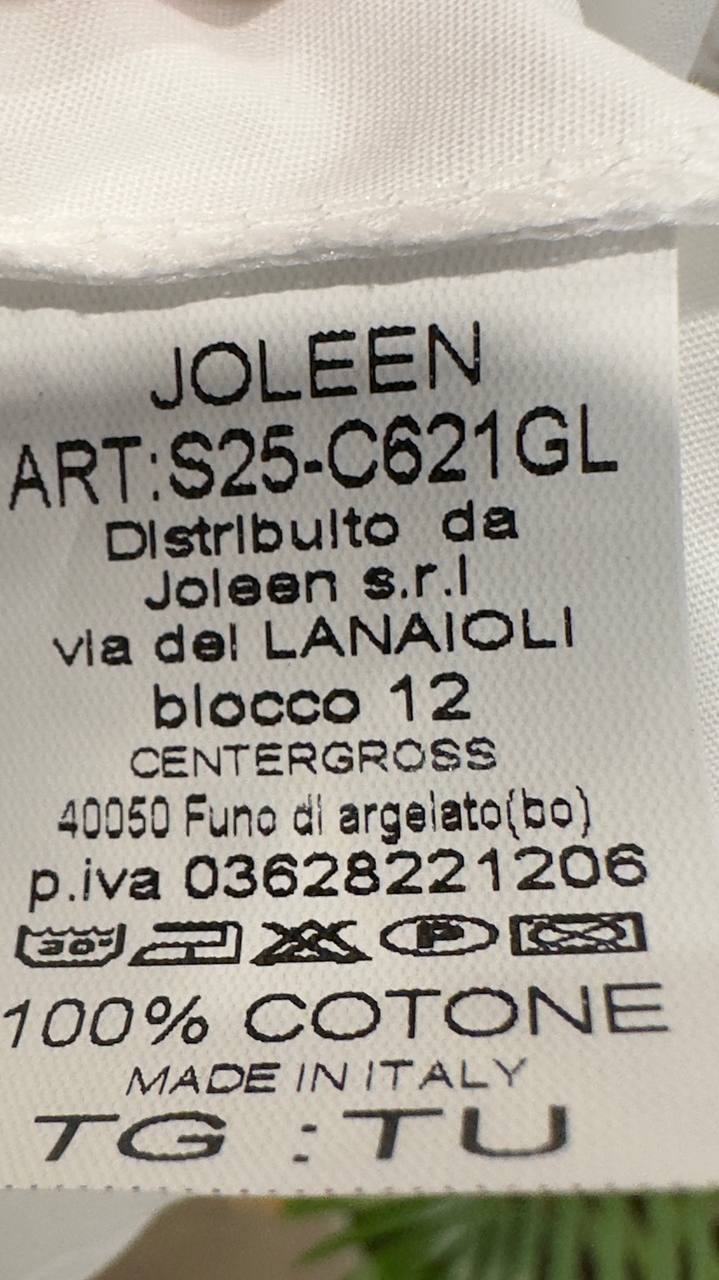 JOLEEN
ART:S25-C621GL
Distribuito da
Joleen s.r.l
via dei LANAIOLI
blocco 12
CENTERGROSS
40050 Funo di argelato(bo)
p.iva 03628221206
30° P
100% COTONE
MADE IN ITALY
TG : TU